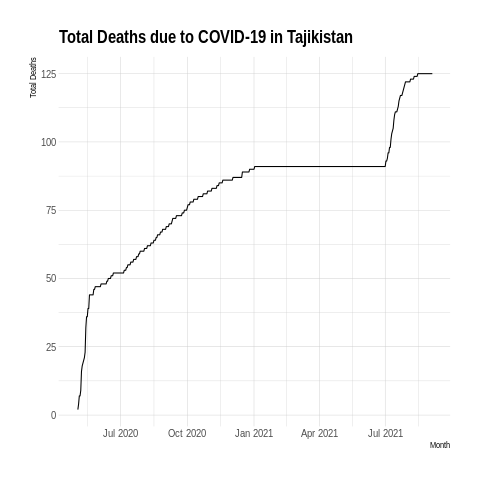 Total Deaths due to COVID-19 in Tajikistan
Total Deaths
125
100
75
50
25
0
Jul 2020 Oct 2020 Jan 2021 Apr 2021 Jul 2021
Month